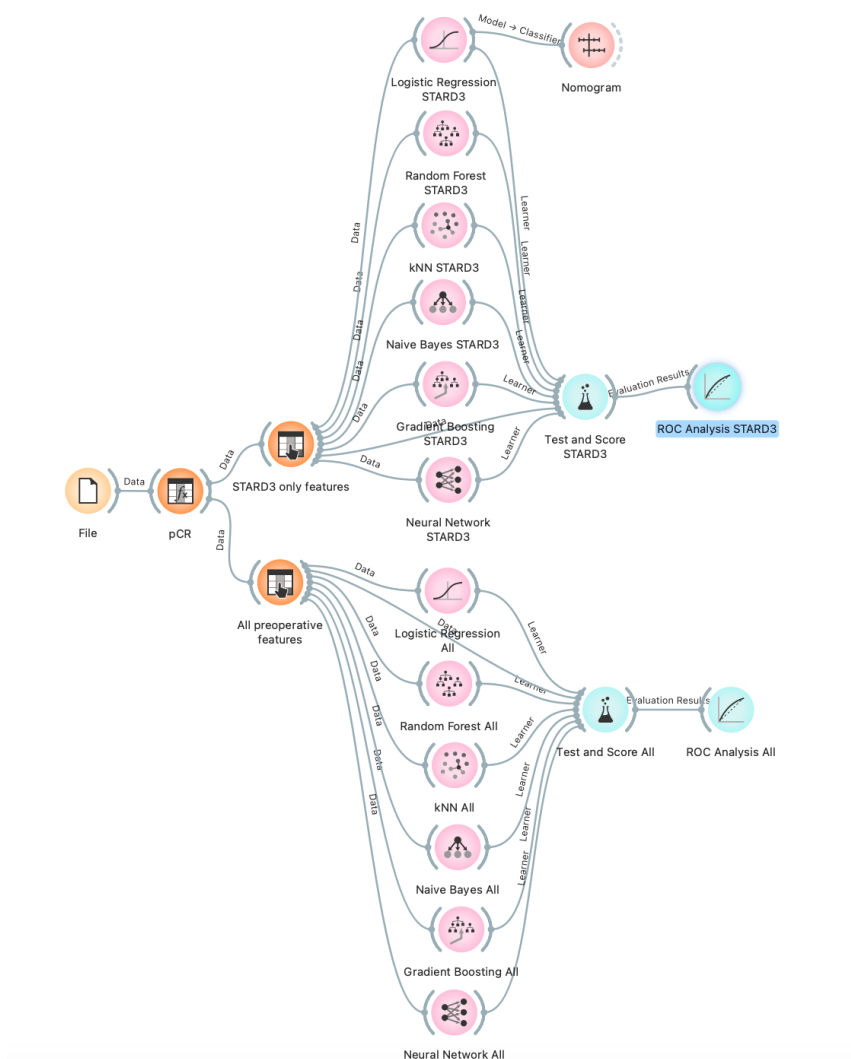 Model → Classifier
Logistic Regression
STARD3
Nomogram
Random Forest
STARD3
Learner
Data
kNN STARD3
Learner
Data
Learner
Naive Bayes STARD3
Data
Learner
Data
Learner
Evaluation Results
Data
Gradient Boosting
STARD3
Data
ROC Analysis STARD3
Test and Score
STARD3
Data
Data
Learner
STARD3 only features
Data
File
pCR
Neural Network
STARD3
Data
Data
All preoperative
features
Data
Data
Logistic Regression
All
Learner
Data
Learner
Evaluation Results
Random Forest All
Data
Learner
Test and Score All
ROC Analysis All
Data
Learner
kNN All
Data
Learner
Learner
Naive Bayes All
Gradient Boosting All
Neural Network All